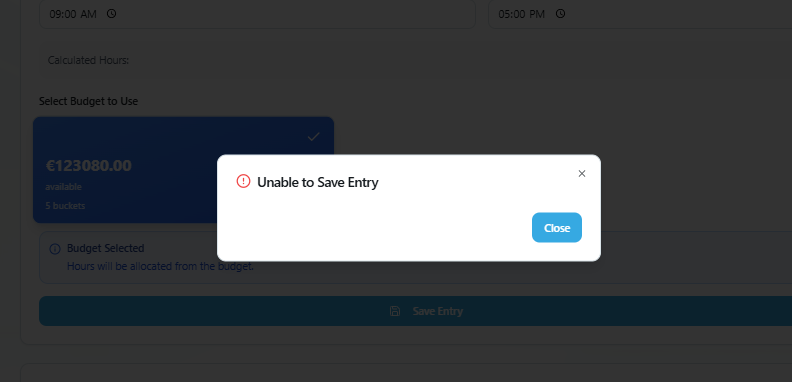 09:00 AM
05:00 PM
Calculated Hours:
Select Budget to Use
€123080.00
available
5 buckets
Unable to Save Entry
Close
Budget Selected
Hours will be allocated from the budget.
Save Entry